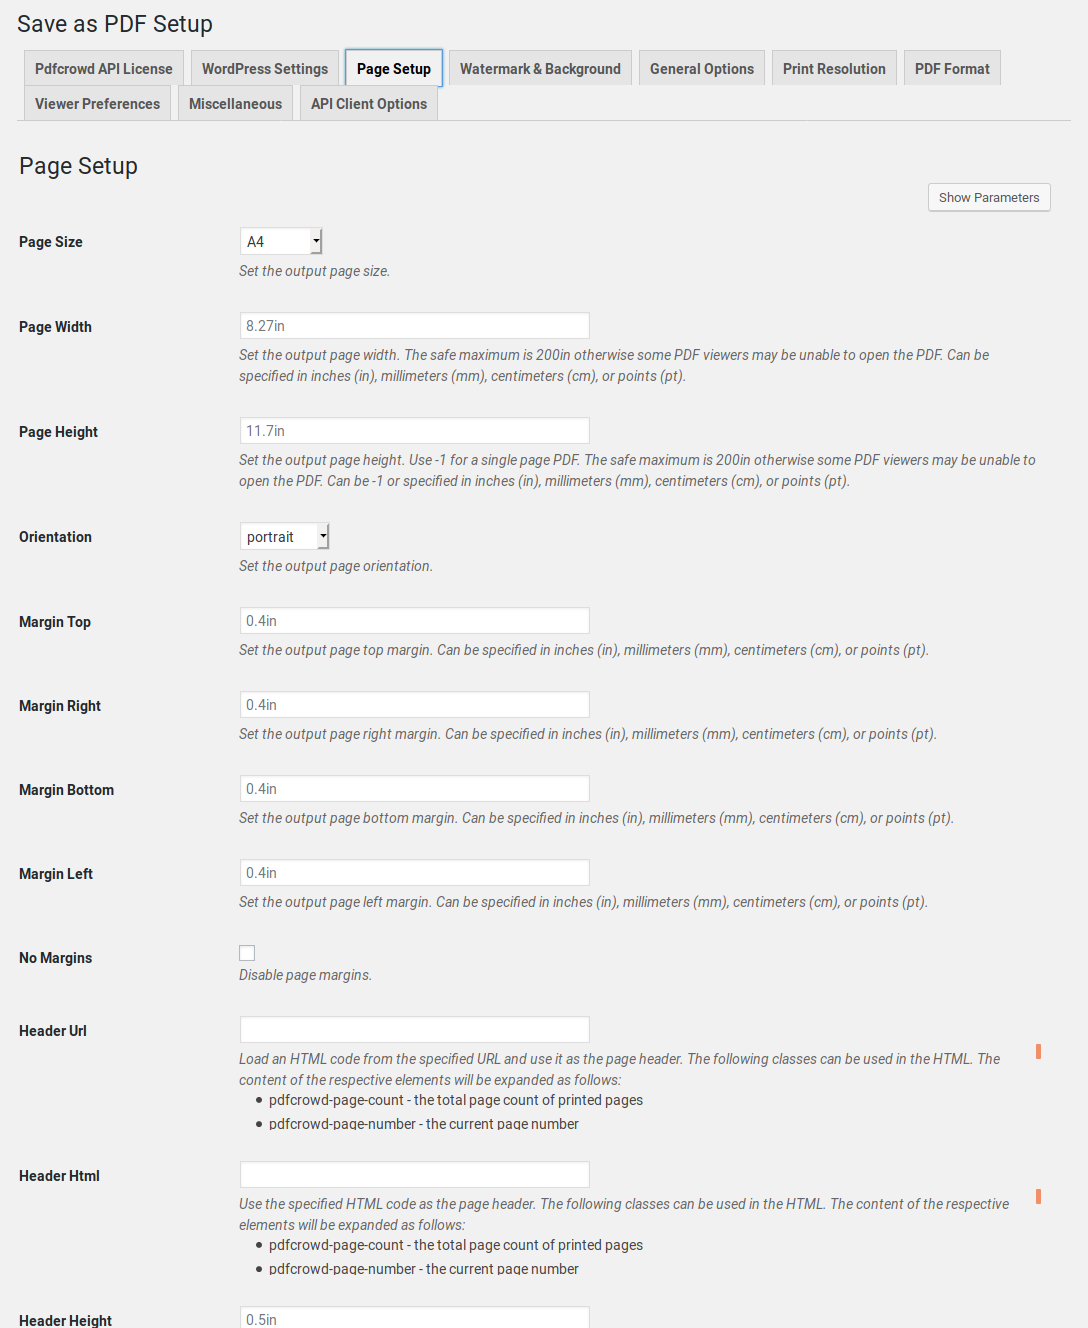 Save as PDF Setup
Pdfcrowd API License WordPress Settings Page Setup Watermark & Background General Options Print Resolution PDF Format
Viewer Preferences Miscellaneous API Client Options
Page Setup
Show Parameters
Page Size A4
Set the output page size.
Page Width 8.27in
Set the output page width. The safe maximum is 200in otherwise some PDF viewers may be unable to open the PDF. Can be
specified in inches (in), millimeters (mm), centimeters (cm), or points (pt).
Page Height 11.7in
Set the output page height. Use -1 for a single page PDF. The safe maximum is 200in otherwise some PDF viewers may be unable to
open the PDF. Can be -1 or specified in inches (in), millimeters (mm), centimeters (cm), or points (pt).
Orientation portrait
Set the output page orientation.
Margin Top 0.4in
Set the output page top margin. Can be specified in inches (in), millimeters (mm), centimeters (cm), or points (pt).
Margin Right 0.4in
Set the output page right margin. Can be specified in inches (in), millimeters (mm), centimeters (cm), or points (pt).
Margin Bottom 0.4in
Set the output page bottom margin. Can be specified in inches (in), millimeters (mm), centimeters (cm), or points (pt).
Margin Left 0.4in
Set the output page left margin. Can be specified in inches (in), millimeters (mm), centimeters (cm), or points (pt).
No Margins
Disable page margins.
Header Url
Load an HTML code from the specified URL and use it as the page header. The following classes can be used in the HTML. The
content of the respective elements will be expanded as follows:
• pdfcrowd-page-count - the total page count of printed pages
• pdfcrowd-page-number - the current page number
Header Html
Use the specified HTML code as the page header. The following classes can be used in the HTML. The content of the respective
elements will be expanded as follows:
• pdfcrowd-page-count - the total page count of printed pages
• pdfcrowd-page-number - the current page number
Header Height 0.5in